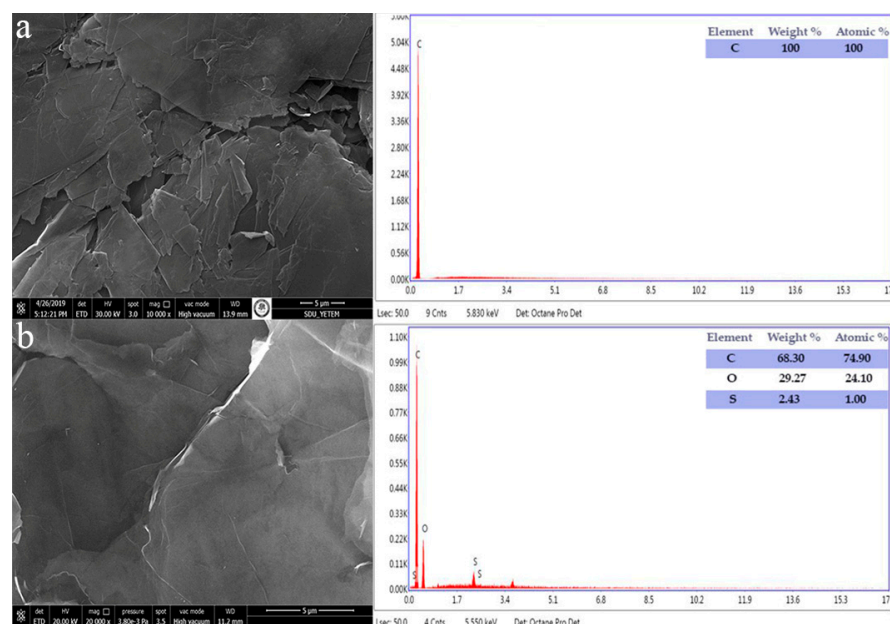 a
5.60K
5.04K
4.48K
3.92K
3.36K
2.80K
2.24K
1.68K
1.12K
0.56K
0.00K
C
Element Weight % Atomic %
C 100 100
0.0 1.7 3.4 5.1 6.8 8.5 10.2 11.9 13.6 15.3 17
Lsec: 50.0 9 Cnts 5.830 keV Det: Octane Pro Det
4/26/2019 det HV spot mag vac mode WD 5 µm
5:12:21 PM ETD 30.00 kV 3.0 10 000 x High vacuum 13.9 mm SDU_YETEM
b
1.10K
0.99K
0.88K
0.77K
0.66K
0.55K
0.44K
0.33K
0.22K
0.11K
0.00K
C
O
S
S
S
Element Weight % Atomic %
C 68.30 74.90
O 29.27 24.10
S 2.43 1.00
0.0 1.7 3.4 5.1 6.8 8.5 10.2 11.9 13.6 15.3 17
Lsec: 50.0 4 Cnts 5.550 keV Det: Octane Pro Det
det HV mag pressure spot WD 5 µm
ETD 20.00 kV 20 000 x 3.80e-3 Pa 3.5 11.2 mm